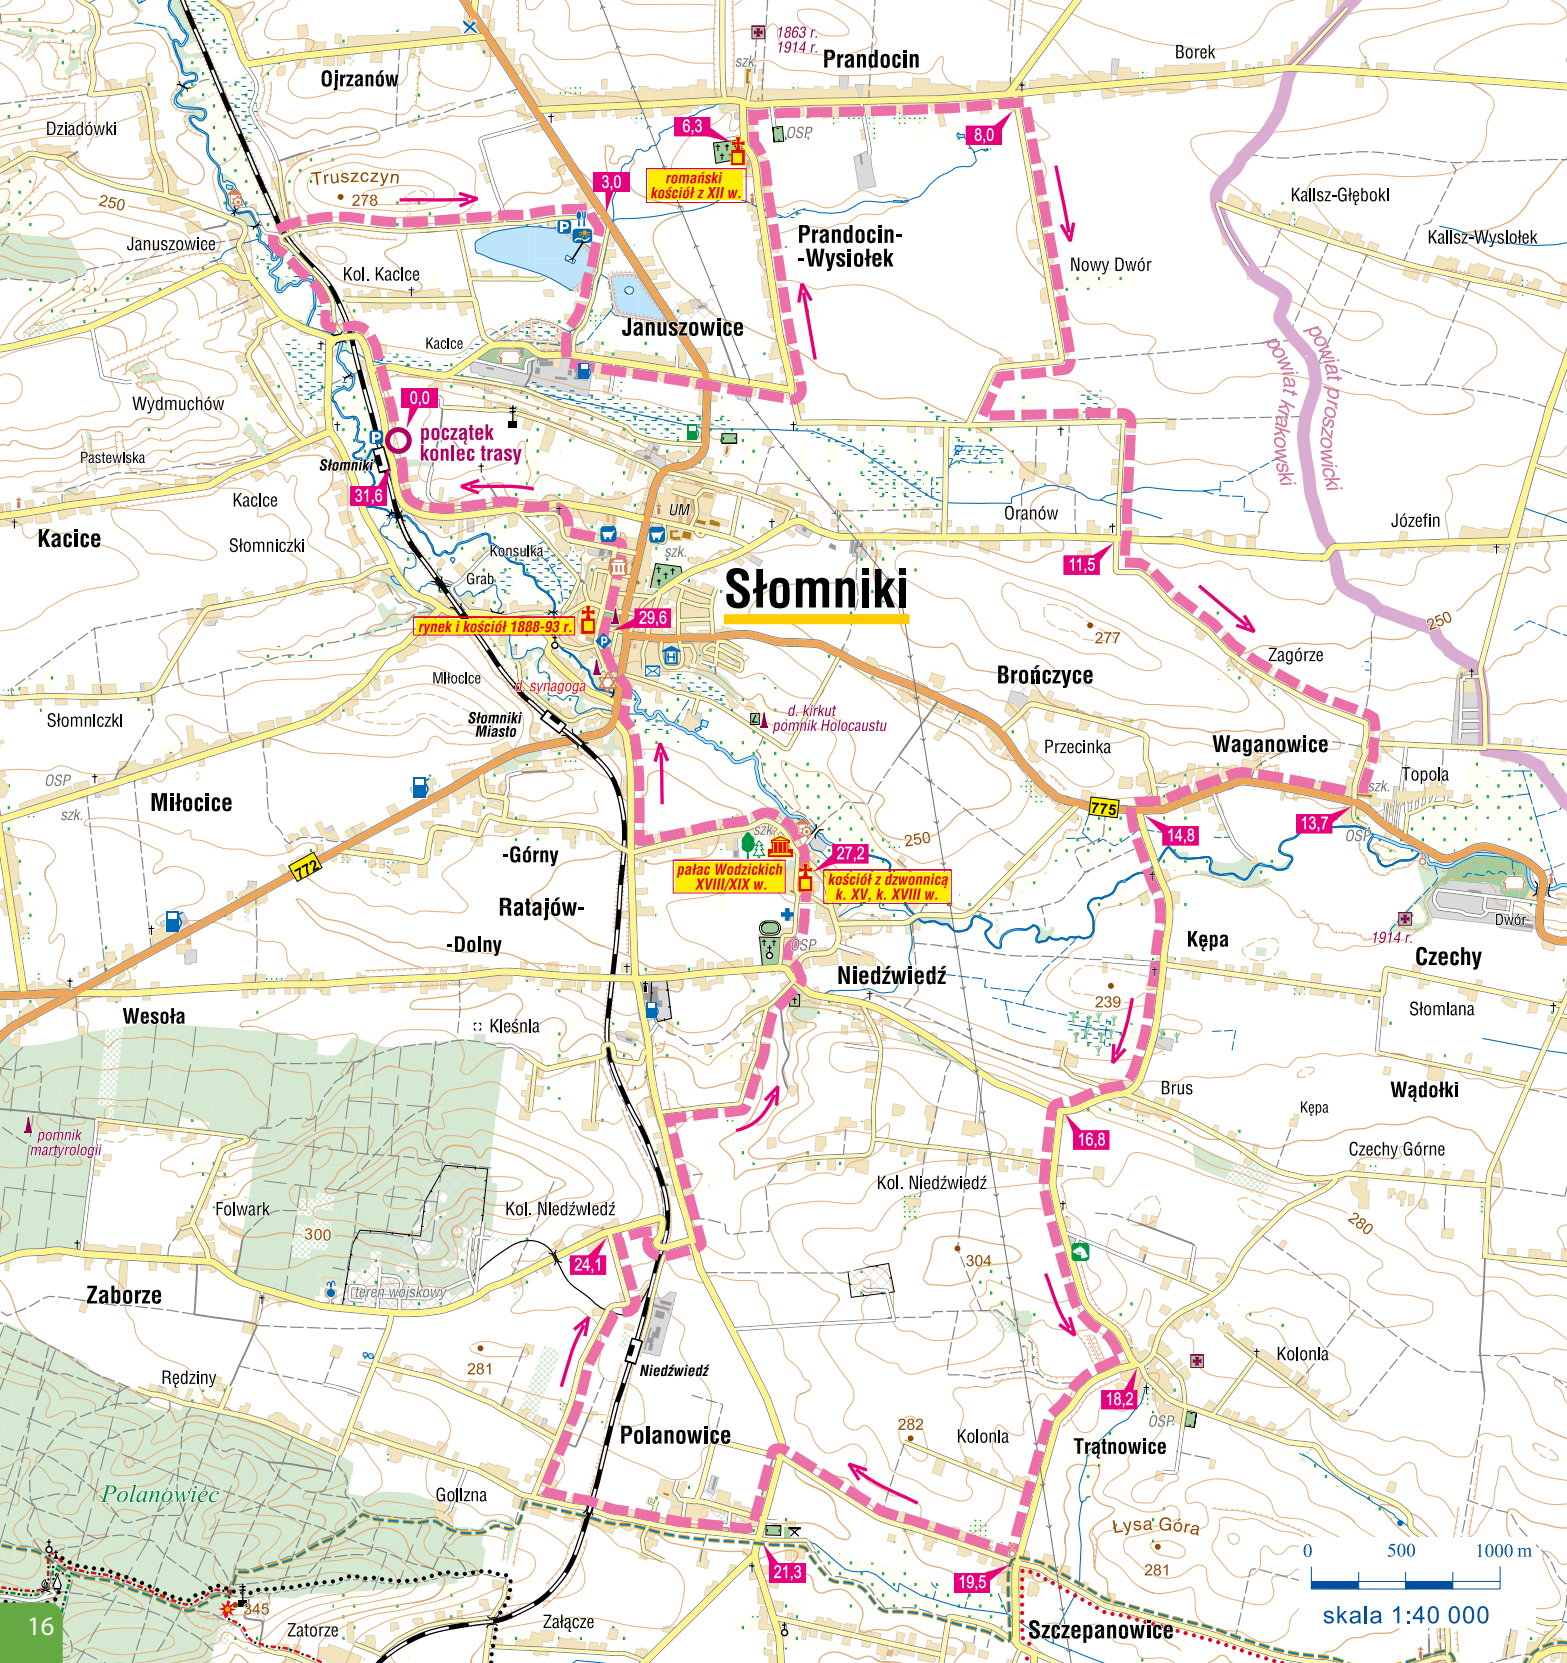 1863 r.
1914 r.
szk.
Prandocin
Borek
Ojrzanów
Dziadówki
6,3
OSP
8,0
romański
kościół z XII w.
Truszczyn
278
3,0
250
P
Januszowice
Kol. Kacice
Prandocin-
-Wysiołek
Nowy Dwór
Kalisz-Głęboki
Kalisz-Wysiołek
Januszowice
Kacice
powiat proszowicki
powiat krakowski
Wydmuchów
0,0
początek
koniec trasy
P
Pastewiska
Słomniki
31,6
Kacice
Kacice
Słomniczki
UM
szk.
Konsulka
Grab
Oranów
Józefin
11,5
Słomniki
rynek i kościół 1888-93 r.
29,6
P
H
277
250
Zagórze
Brończyce
Miłocice
d. synagoga
Słomniki
Miasto
d. kirkut
pomnik Holocaustu
Słomniczki
Przecinka
Waganowice
OSP
szk.
Miłocice
Topola
szk.
775
14,8
13,7
OSP
szk.
250
27,2
-Górny
772
pałac Wodzickich
XVIII/XIX w.
kościół z dzwonnicą
k. XV, k. XVIII w.
Ratajów-
-Dolny
OSP
Kępa
1914 r.
Dwór
Czechy
Niedźwiedź
239
Słomiana
Wesoła
Kleśnia
Brus
Wądołki
Kępa
pomnik
martyrologii
16,8
Czechy Górne
Kol. Niedźwiedź
Folwark
Kol. Niedźwiedź
300
280
304
24,1
Zaborze
teren wojskowy
Rędziny
281
Niedźwiedź
Kolonia
18,2
OSP
Polanowice
282
Kolonia
Trątnowice
Polanowiec
Golizna
Łysa Góra
281
21,3
19,5
0
500
1000 m
skala 1:40 000
345
Zatorze
Załącze
Szczepanowice
16